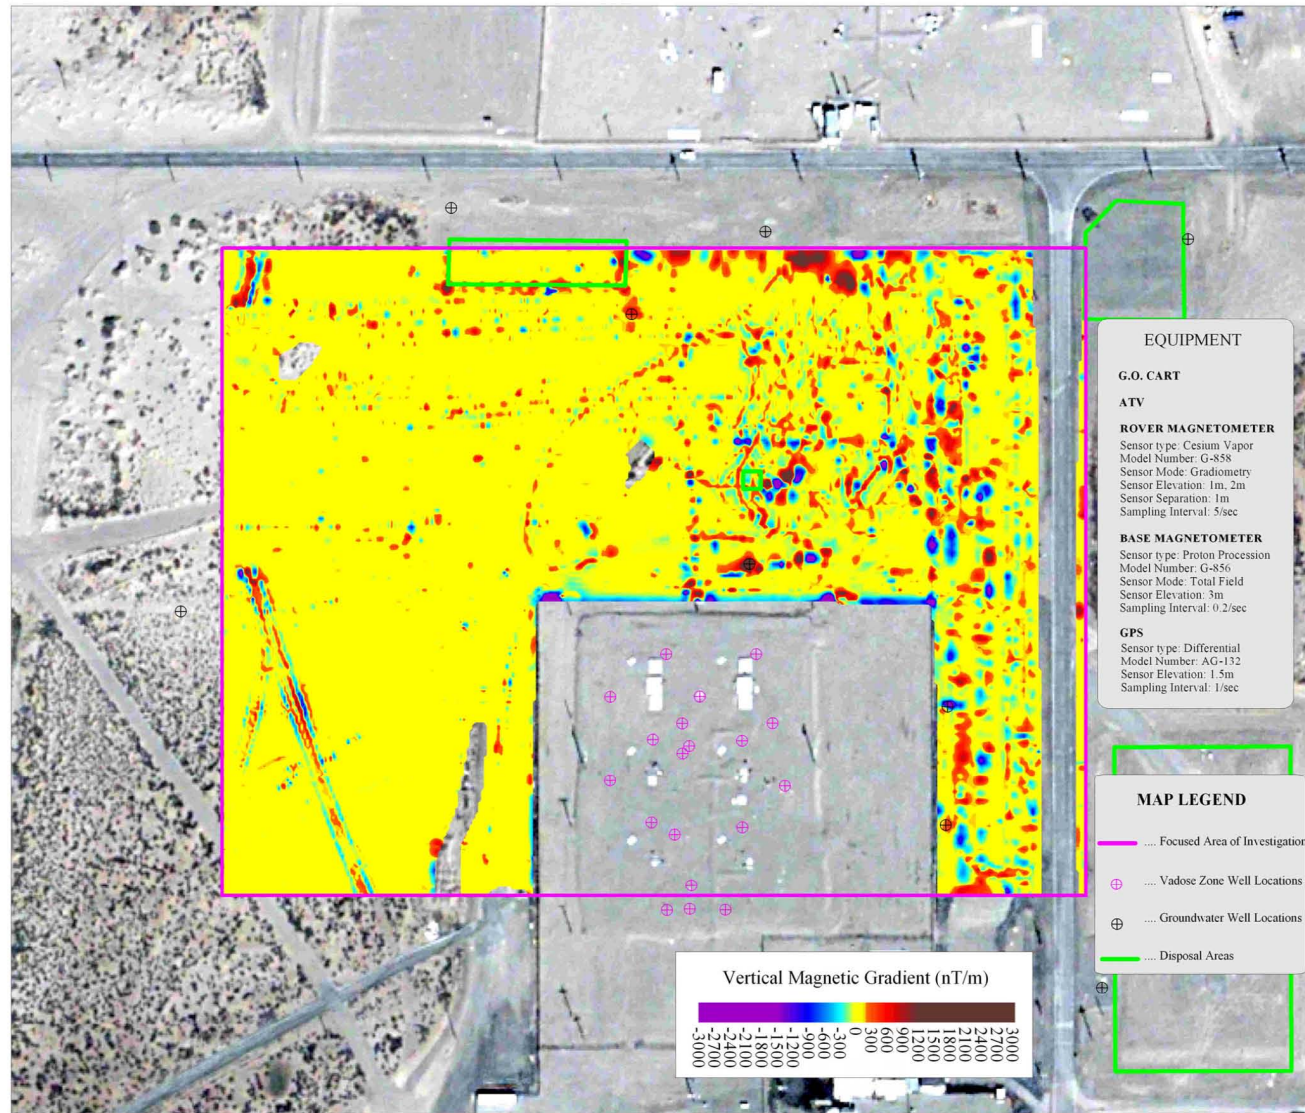 EQUIPMENT
G.O. CART
ATV
ROVER MAGNETOMETER
Sensor type: Cesium Vapor
Model Number: G-858
Sensor Mode: Gradiometry
Sensor Elevation: 1m, 2m
Sensor Separation: 1m
Sampling Interval: 5/sec
BASE MAGNETOMETER
Sensor type: Proton Procession
Model Number: G-856
Sensor Mode: Total Field
Sensor Elevation: 3m
Sampling Interval: 0.2/sec
GPS
Sensor type: Differential
Model Number: AG-132
Sensor Elevation: 1.5m
Sampling Interval: 1/sec
MAP LEGEND
.... Focused Area of Investigation
.... Vadose Zone Well Locations
.... Groundwater Well Locations
.... Disposal Areas
Vertical Magnetic Gradient (nT/m)
-3000 -2700 -2400 -2100 -1800 -1500 -1200 -900 -600 -300 0 300 600 900 1200 1500 1800 2100 2400 2700 3000